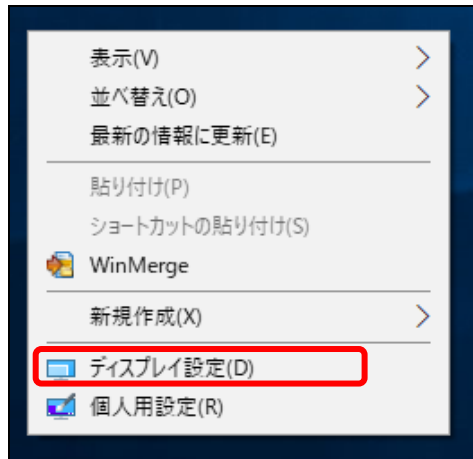 表示(V)
並べ替え(O)
最新の情報に更新(E)
貼り付け(P)
ショートカットの貼り付け(S)
WinMerge
新規作成(X)
ディスプレイ設定(D)
個人用設定(R)